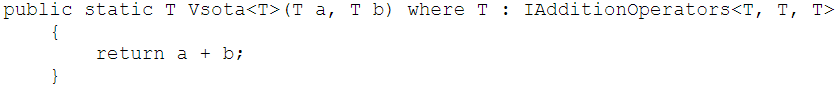 public static T Vsota<T>(T a, T b) where T : IAdditionOperators<T, T, T>
{
return a + b;
}